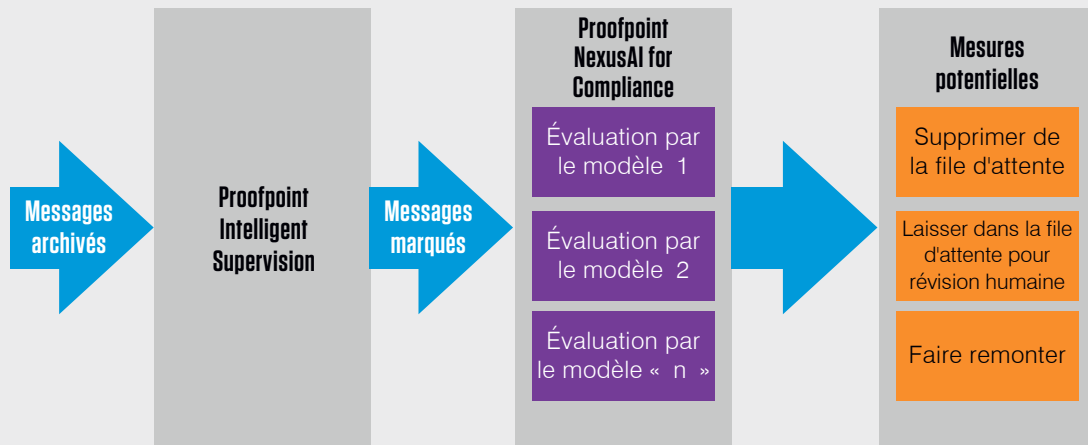 Messages
archivés
Proofpoint
Intelligent
Supervision
Messages
marqués
Proofpoint
NexusAI for
Compliance
Évaluation par
le modèle 1
Évaluation par
le modèle 2
Évaluation par
le modèle « n »
Mesures
potentielles
Supprimer de
la file d'attente
Laisser dans la file
d'attente pour
révision humaine
Faire remonter